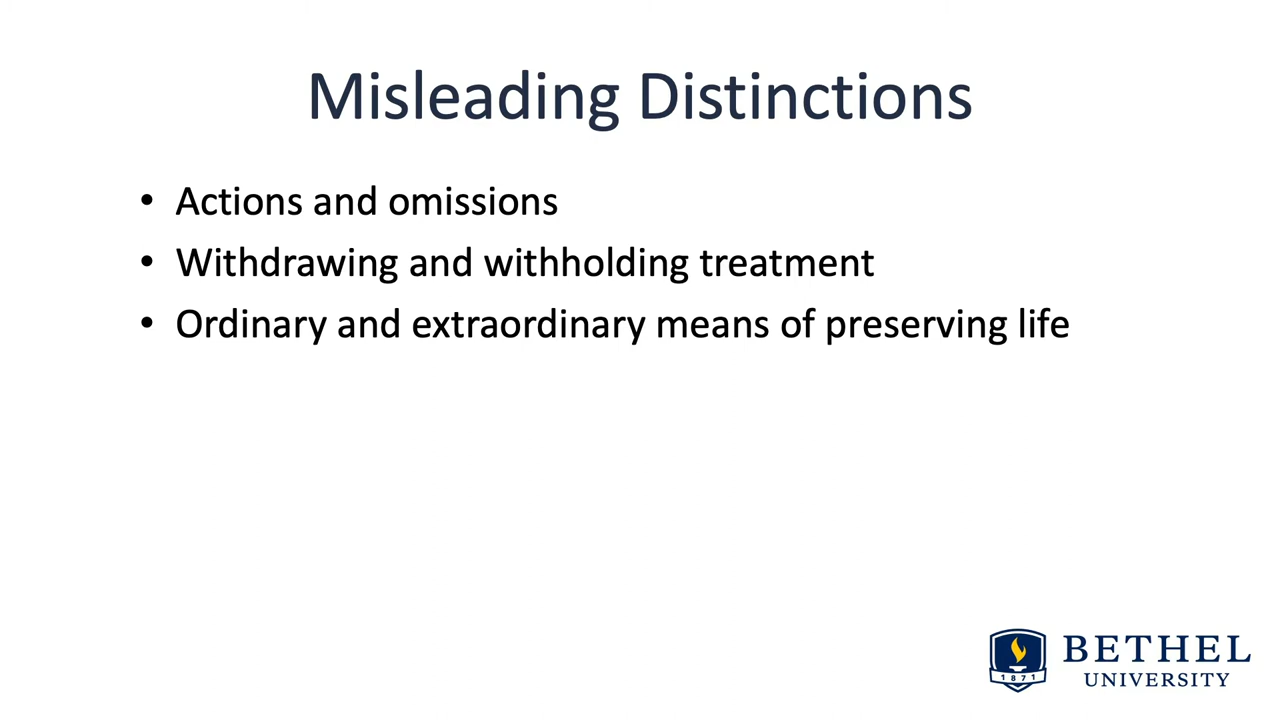 Misleading Distinctions
• Actions and omissions
• Withdrawing and withholding treatment
• Ordinary and extraordinary means of preserving life
1871
BETHEL
UNIVERSITY